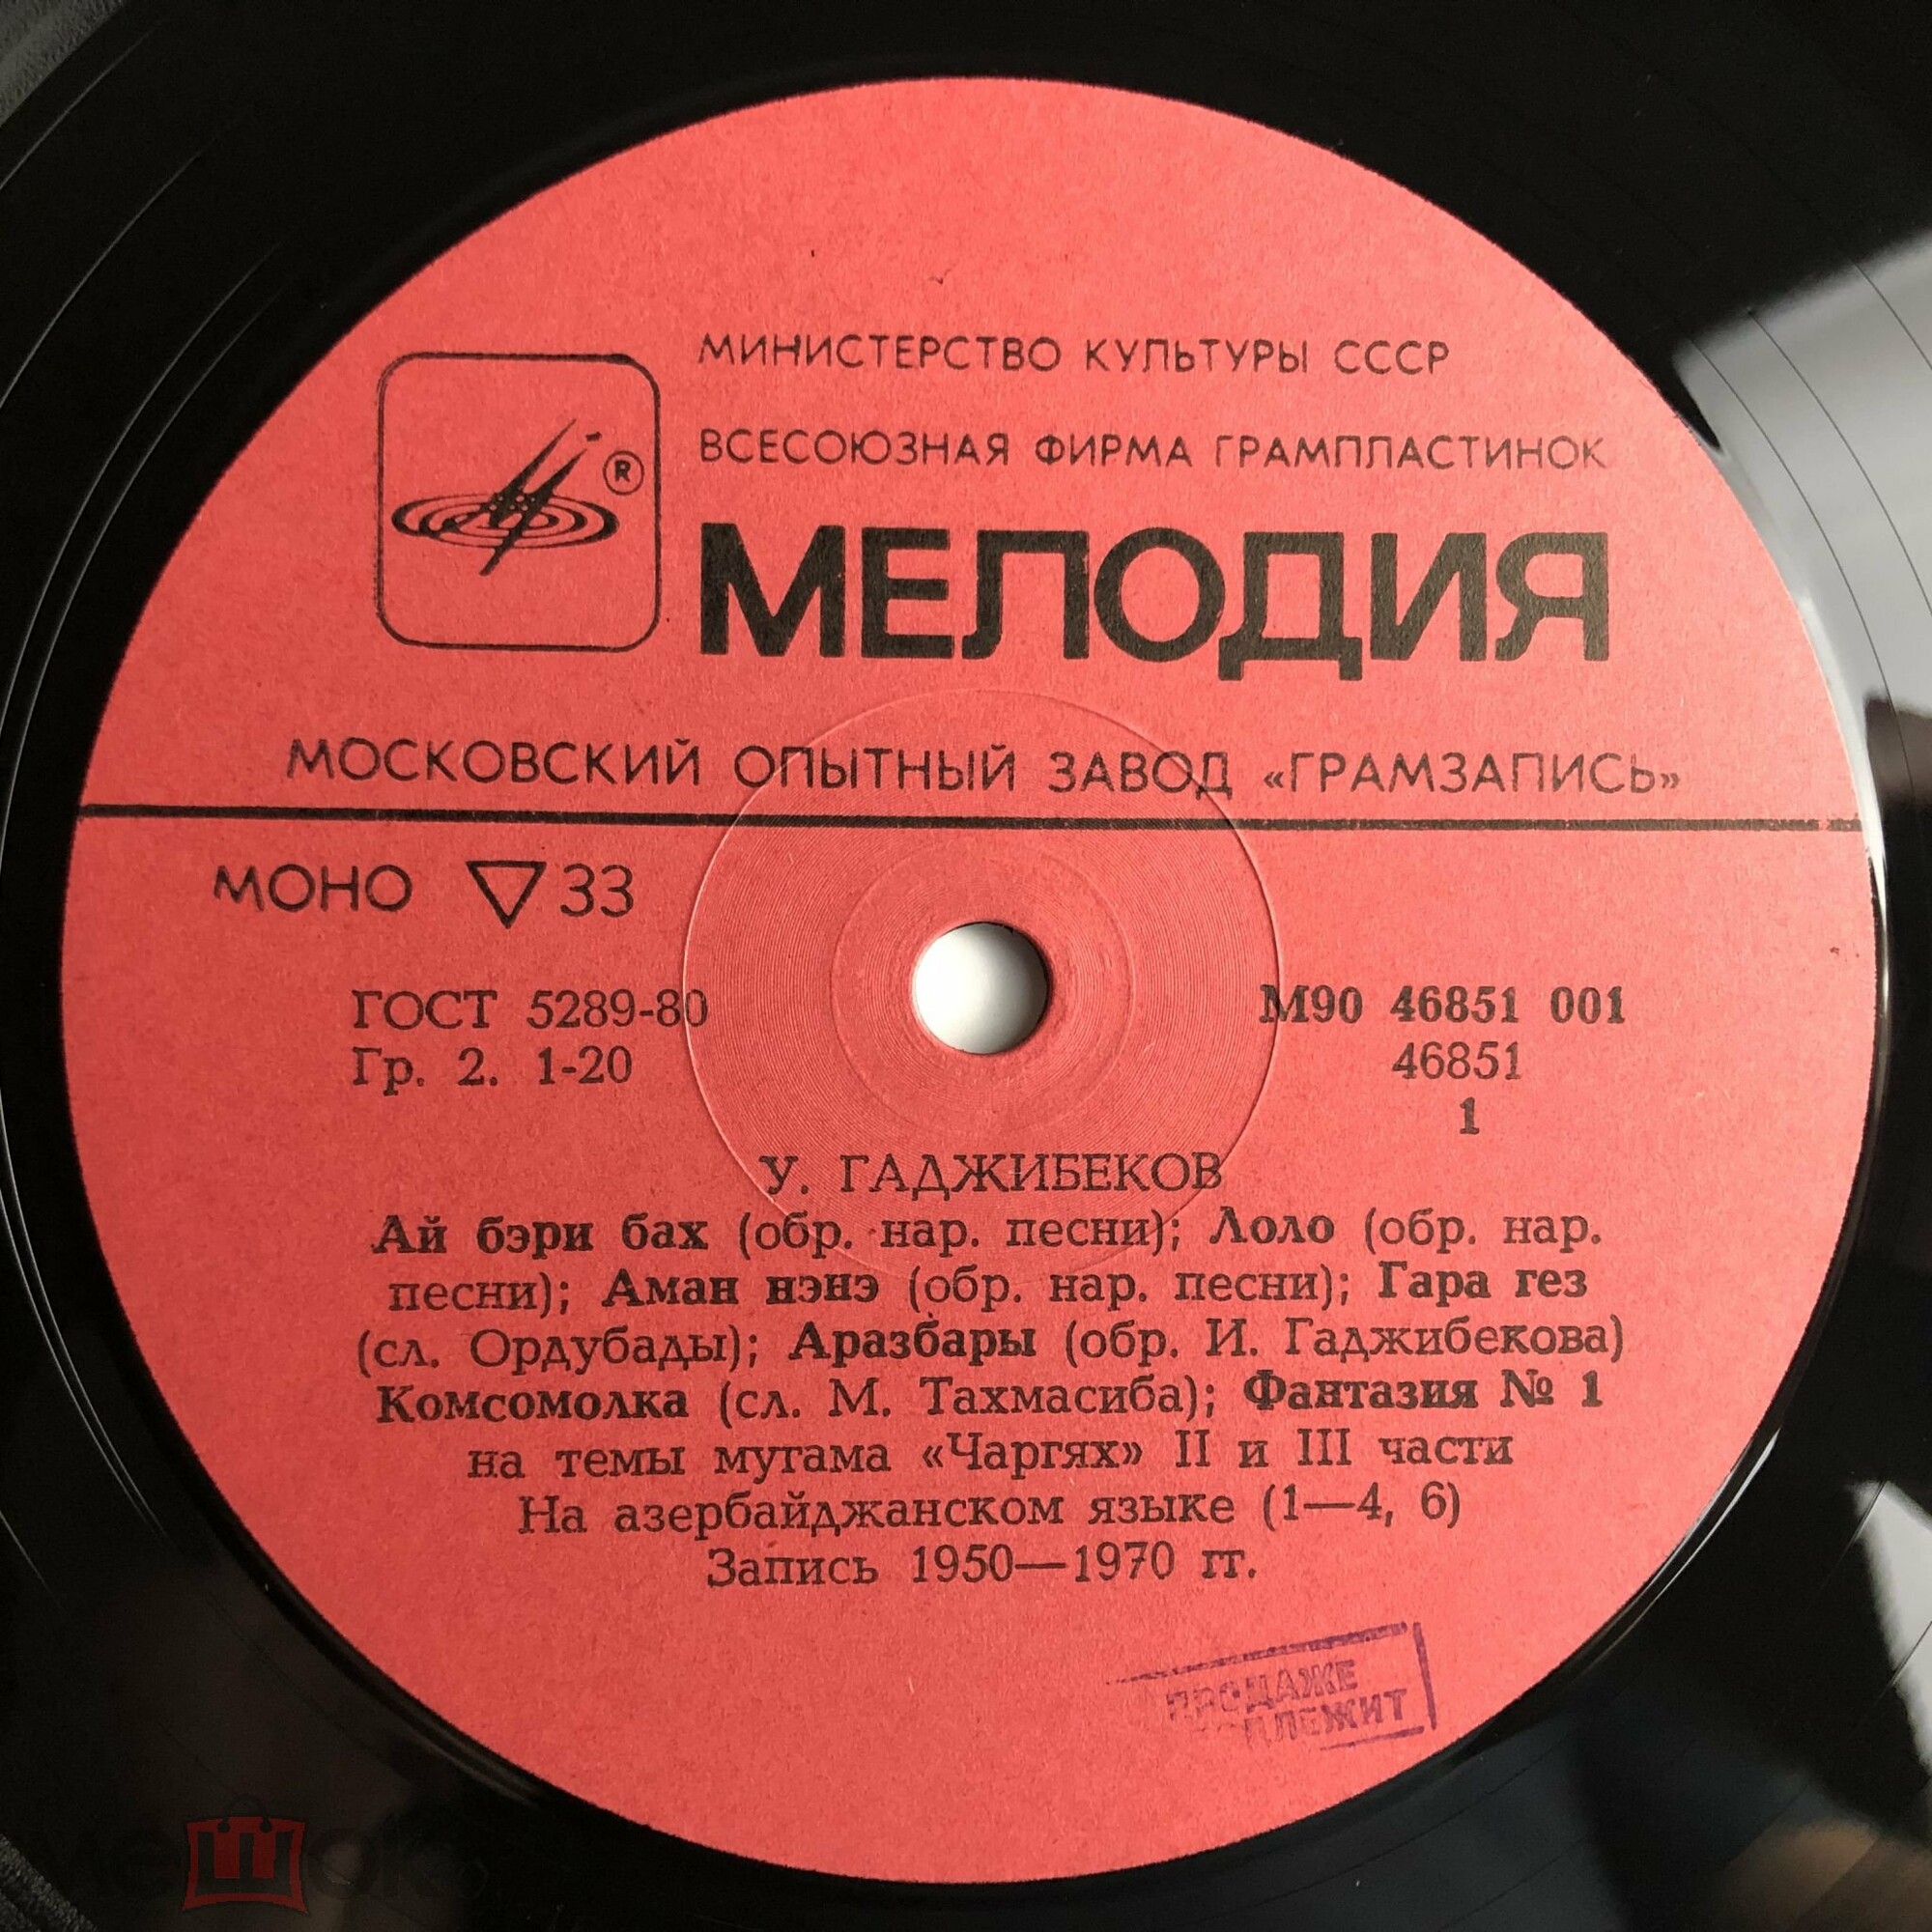 МИНИСТЕРСТВО КУЛЬТУРЫ СССР
ВСЕСОЮЗНАЯ ФИРМА ГРАМПЛАСТИНОК
®
МЕЛОДИЯ
МОСКОВСКИЙ ОПЫТНЫЙ ЗАВОД «ГРАМЗАПИСЬ»
МОНО ▽ 33
ГОСТ 5289-80
Гр. 2. 1-20
М90 46851 001
46851
1
У. ГАДЖИБЕКОВ
Ай бэри бах (обр. нар. песни); Лоло (обр. нар.
песни); Аман нэнэ (обр. нар. песни); Гара гез
(сл. Ордубады); Аразбары (обр. И. Гаджибекова)
Комсомолка (сл. М. Тахмасиба); Фантазия № 1
на темы мугама «Чаргях» II и III части
На азербайджанском языке (1—4, 6)
Запись 1950—1970 гг.
ПРОДАЖЕ
мешок